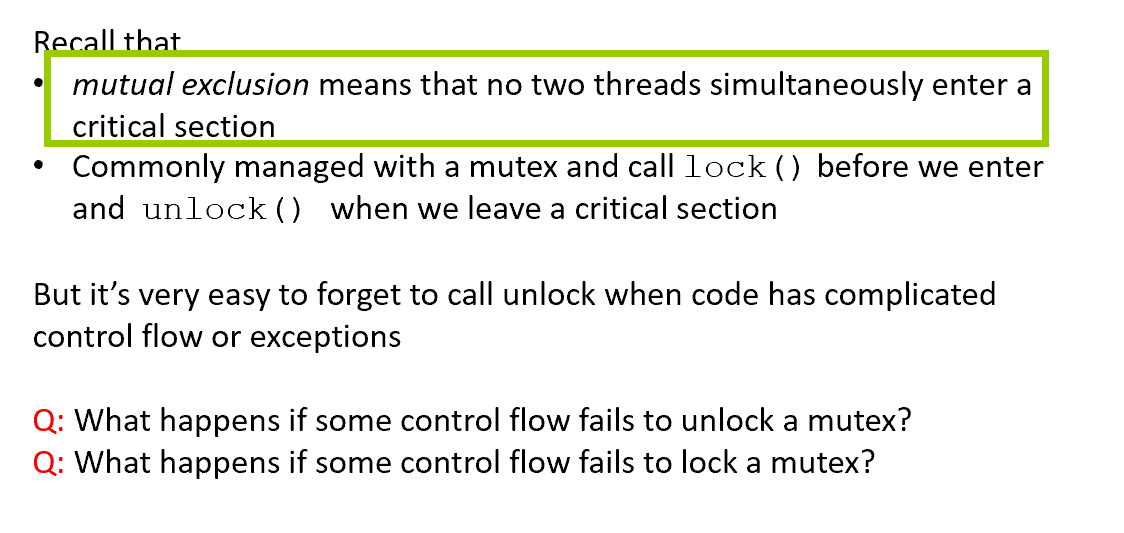 Recall that
• mutual exclusion means that no two threads simultaneously enter a
critical section
• Commonly managed with a mutex and call lock() before we enter
and unlock() when we leave a critical section
But it’s very easy to forget to call unlock when code has complicated
control flow or exceptions
Q: What happens if some control flow fails to unlock a mutex?
Q: What happens if some control flow fails to lock a mutex?